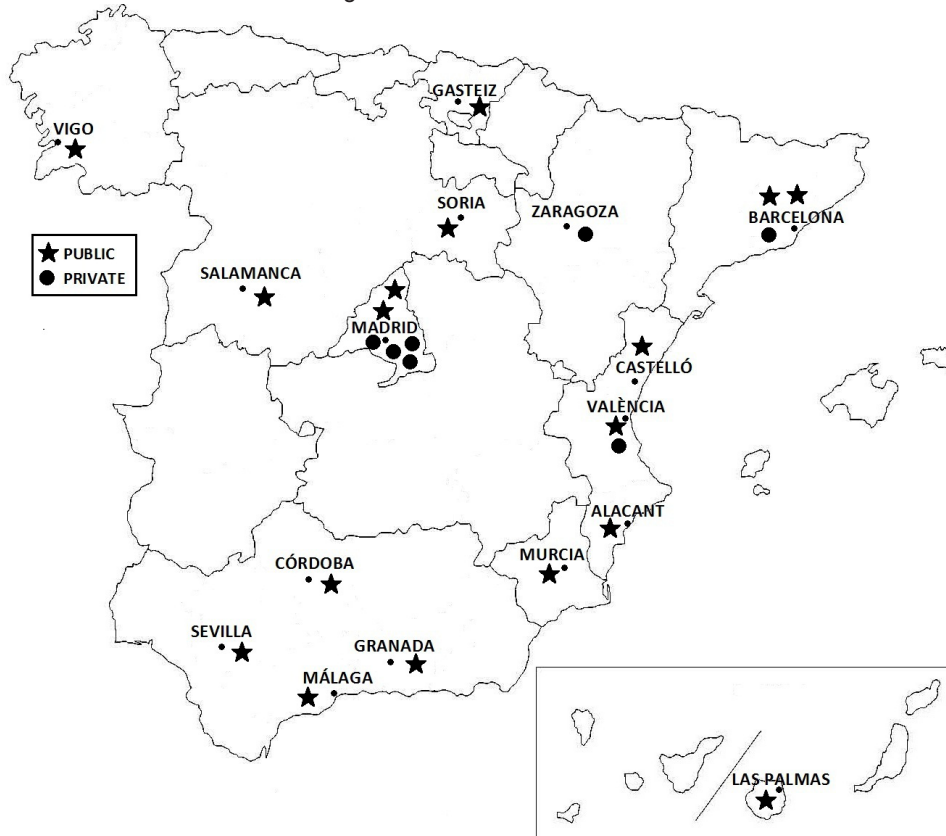 GASTEIZ
VIGO
SORIA
ZARAGOZA
BARCELONA
PUBLIC
PRIVATE
SALAMANCA
MADRID
CASTELLÓ
VALÈNCIA
ALACANT
MURCIA
CÓRDOBA
SEVILLA
GRANADA
MÁLAGA
LAS PALMAS